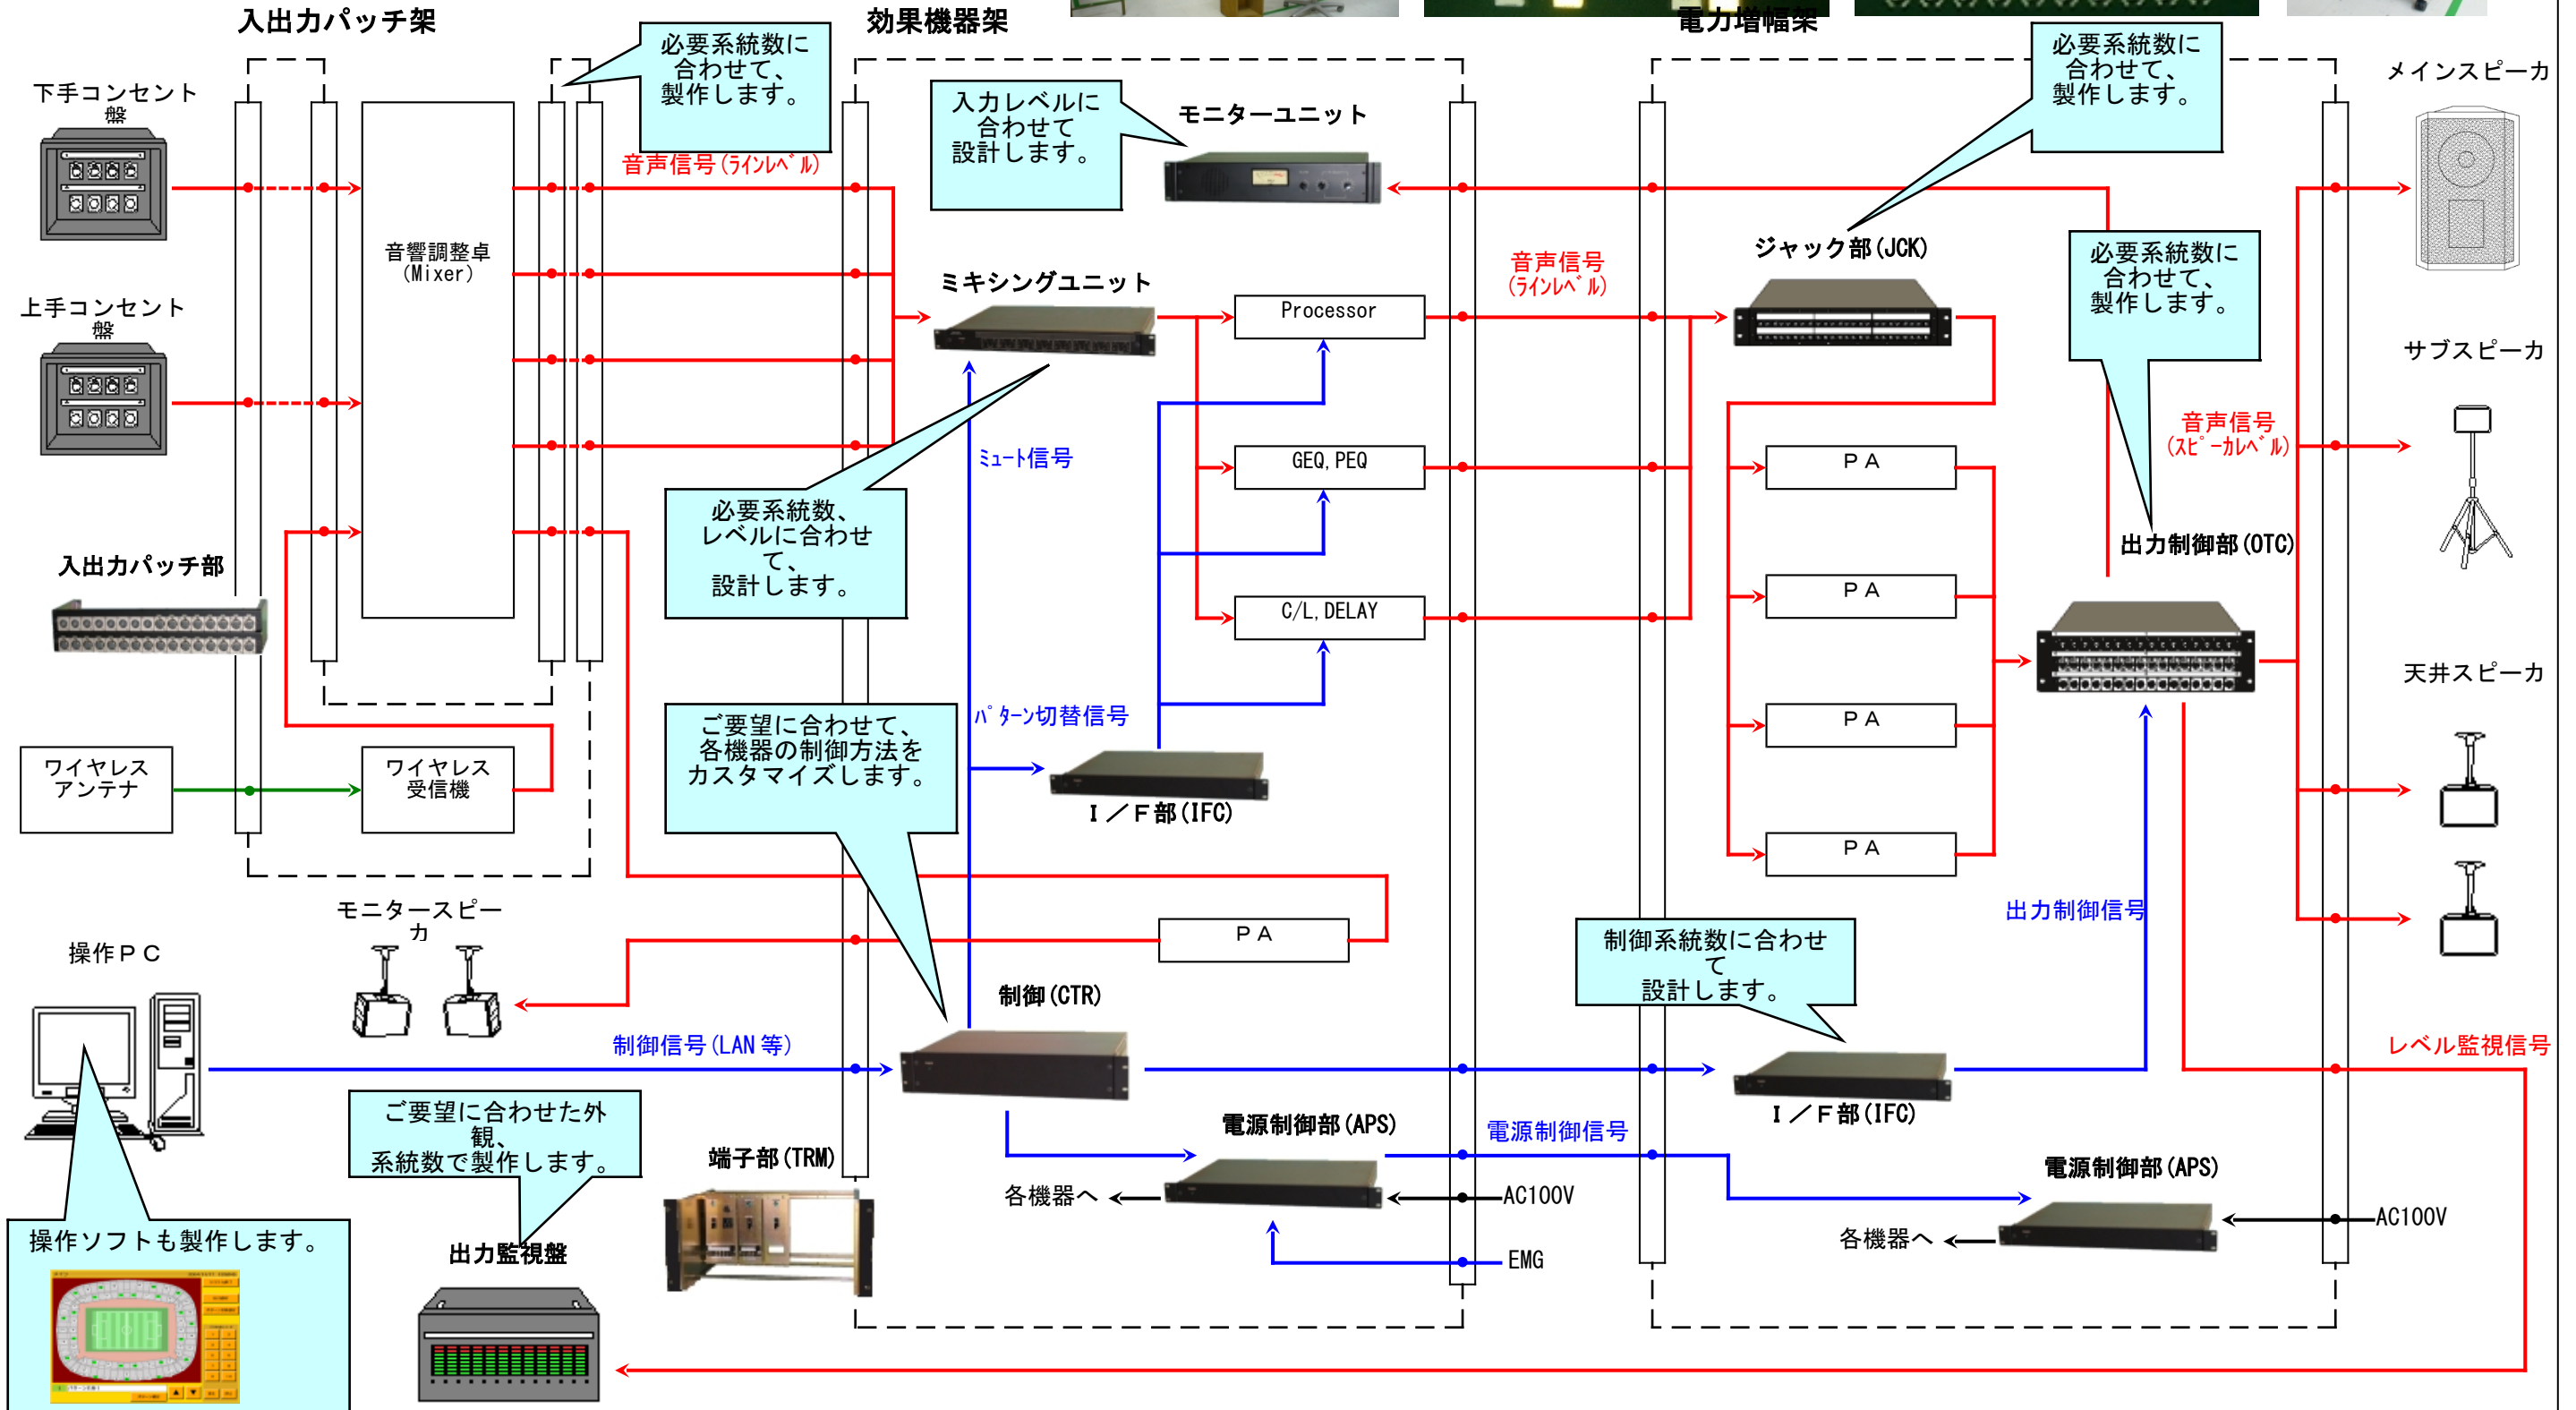 入出力パッチ架
効果機器架
電力増幅架
下手コンセント
盤
必要系統数に
合わせて、
製作します。
音声信号(ﾗｲﾝﾚﾍﾞﾙ)
入力レベルに
合わせて
設計します。
モニターユニット
必要系統数に
合わせて、
製作します。
メインスピーカ
音響調整卓
(Mixer)
上手コンセント
盤
ミキシングユニット
Processor
音声信号
(ﾗｲﾝﾚﾍﾞﾙ)
ジャック部(JCK)
必要系統数に
合わせて、
製作します。
サブスピーカ
ﾐｭｰﾄ信号
GEQ,PEQ
ＰＡ
音声信号
(ｽﾋﾟｰｶﾚﾍﾞﾙ)
必要系統数、
レベルに合わせ
て、
設計します。
入出力パッチ部
C/L,DELAY
ＰＡ
出力制御部(OTC)
天井スピーカ
ご要望に合わせて、
各機器の制御方法を
カスタマイズします。
ﾊﾟﾀｰﾝ切替信号
ＰＡ
ワイヤレス
アンテナ
ワイヤレス
受信機
Ｉ／Ｆ部(IFC)
ＰＡ
モニタースピー
カ
操作ＰＣ
ＰＡ
出力制御信号
制御系統数に合わせ
て
設計します。
制御(CTR)
制御信号(LAN等)
レベル監視信号
ご要望に合わせた外
観、
系統数で製作します。
Ｉ／Ｆ部(IFC)
電源制御部(APS)
電源制御信号
端子部(TRM)
電源制御部(APS)
各機器へ
AC100V
各機器へ
AC100V
EMG
操作ソフトも製作します。
出力監視盤